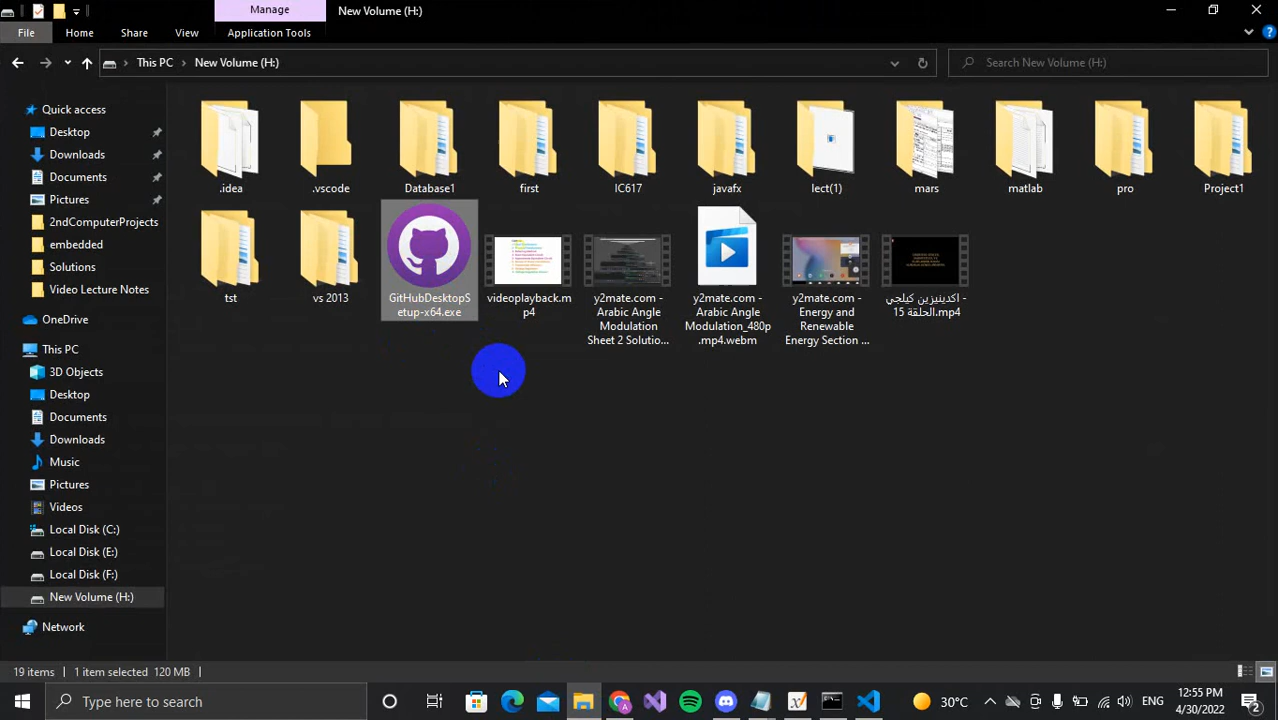 Manage
New Volume (H:)
File
Home
Share
View
Application Tools
This PC
New Volume (H:)
Search New Volume (H:)
Quick access
Desktop
Downloads
Documents
Pictures
2ndComputerProjects
embedded
Solutions
Video Lecture Notes
OneDrive
This PC
3D Objects
Desktop
Documents
Downloads
Music
Pictures
Videos
Local Disk (C:)
Local Disk (E:)
Local Disk (F:)
New Volume (H:)
Network
.idea
.vscode
Database1
first
IC617
javafx
lect(1)
mars
matlab
pro
Project1
tst
vs 2013
GitHubDesktopS
etup-x64.exe
videoplayback.m
p4
y2mate.com -
Arabic Angle
Modulation
Sheet 2 Solutio...
y2mate.com -
Arabic Angle
Modulation_480p
.mp4.webm
y2mate.com -
Energy and
Renewable
Energy Section ...
اكدينيزين كيلجي -
الحلقة 15.mp4
19 items
1 item selected 120 MB
Type here to search
30°C
ENG
12:55 PM
4/30/2022
2